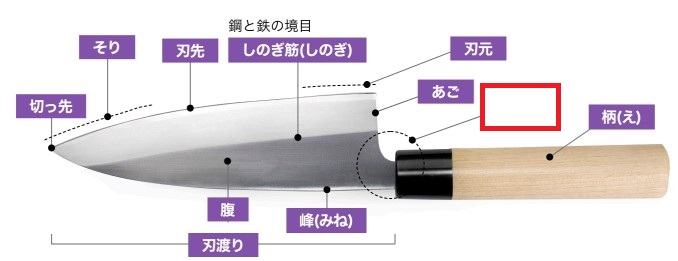 鋼と鉄の境目
そり
刃先
しのぎ筋(しのぎ)
刃元
切っ先
あご
柄(え)
腹
峰(みね)
刃渡り